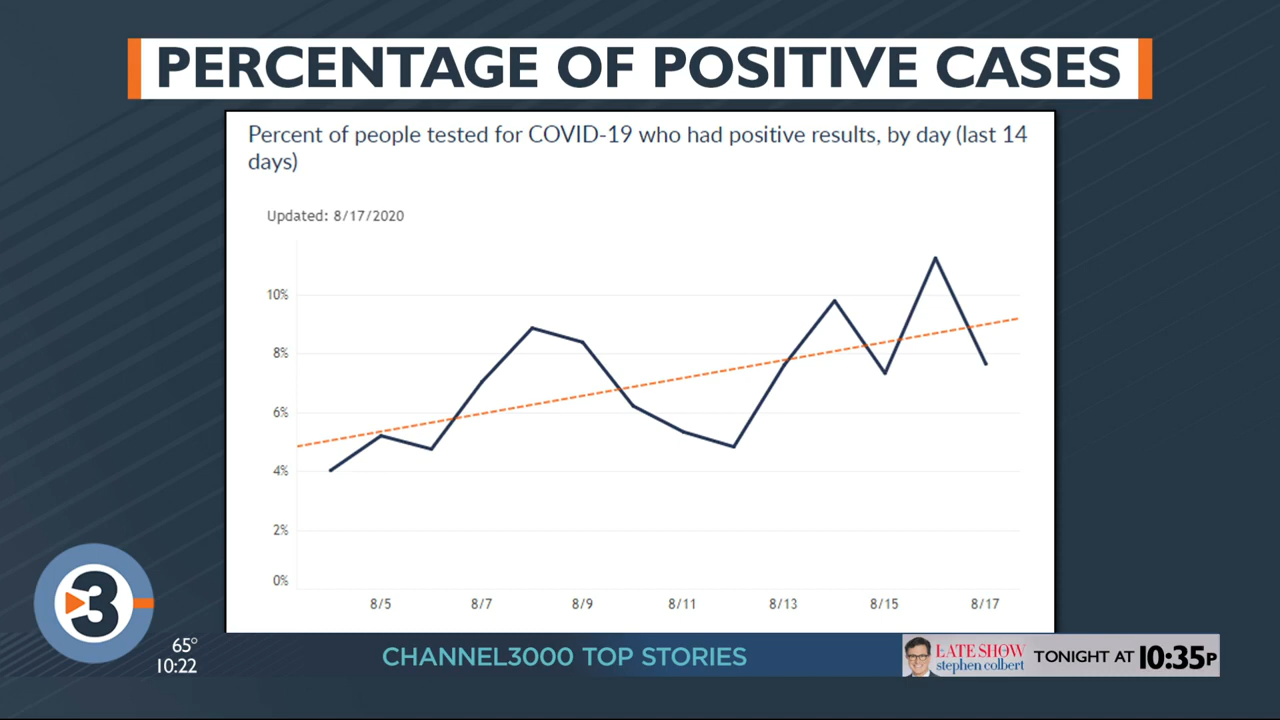 PERCENTAGE OF POSITIVE CASES
Percent of people tested for COVID-19 who had positive results, by day (last 14
days)
Updated: 8/17/2020
10%
8%
6%
4%
2%
0%
8/5 8/7 8/9 8/11 8/13 8/15 8/17
3
65°
10:22
CHANNEL3000 TOP STORIES
LATE SHOW
stephen colbert
TONIGHT AT 10:35P